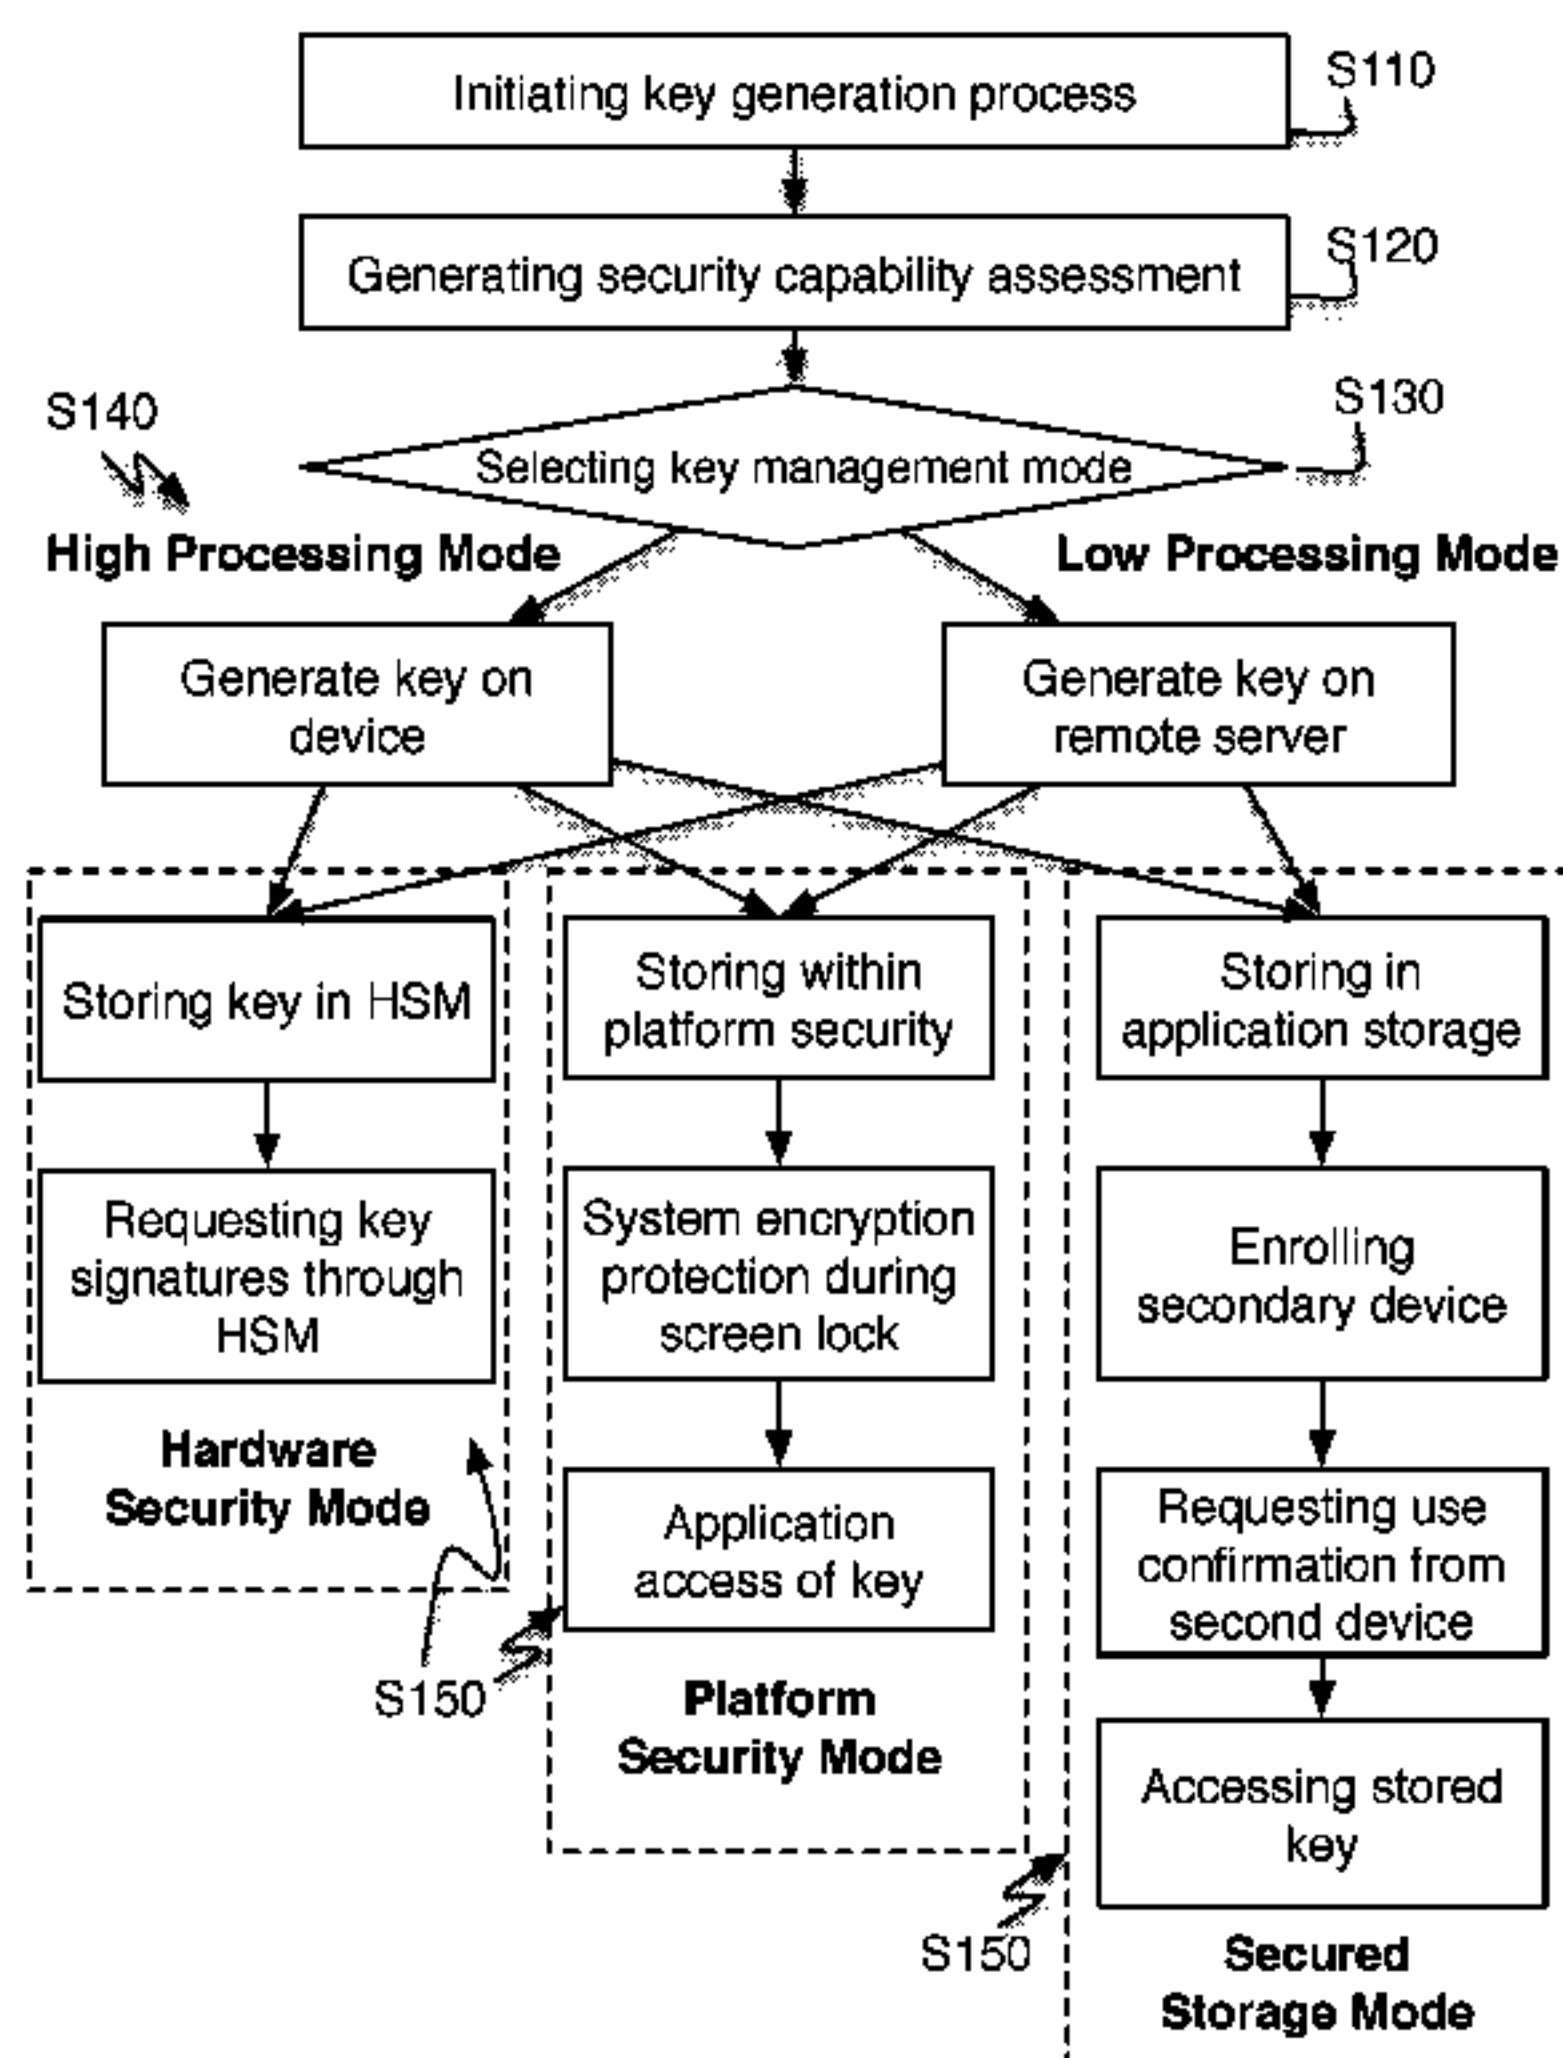 Initiating key generation process
S110
Generating security capability assessment
S120
S140
Selecting key management mode
S130
High Processing Mode
Low Processing Mode
Generate key on
device
Generate key on
remote server
Storing key in HSM
Requesting key
signatures through
HSM
Hardware
Security Mode
S150
Storing within
platform security
System encryption
protection during
screen lock
Application
access of key
Platform
Security Mode
Storing in
application storage
Enrolling
secondary device
Requesting use
confirmation from
second device
Accessing stored
key
S150
Secured
Storage Mode